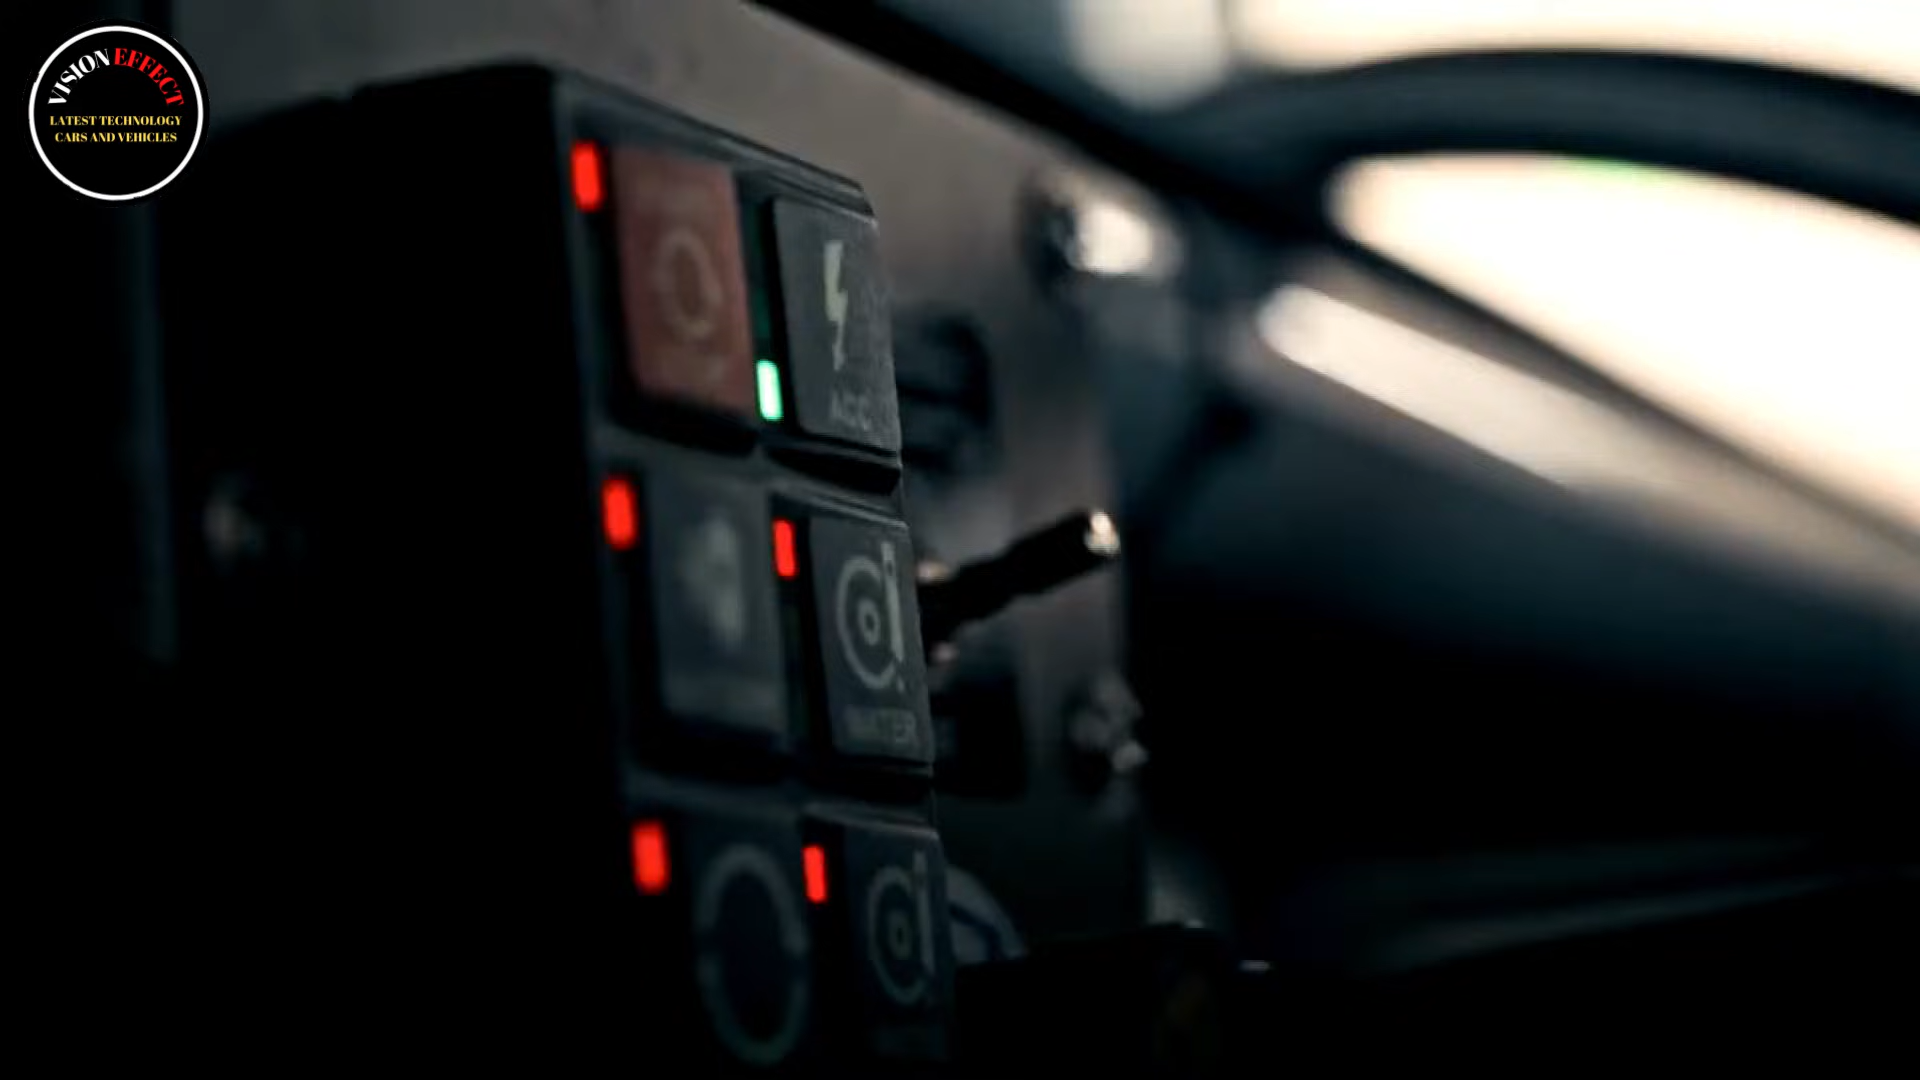 VISION EFFECT
LATEST TECHNOLOGY
CARS AND VEHICLES
ACC
WATER